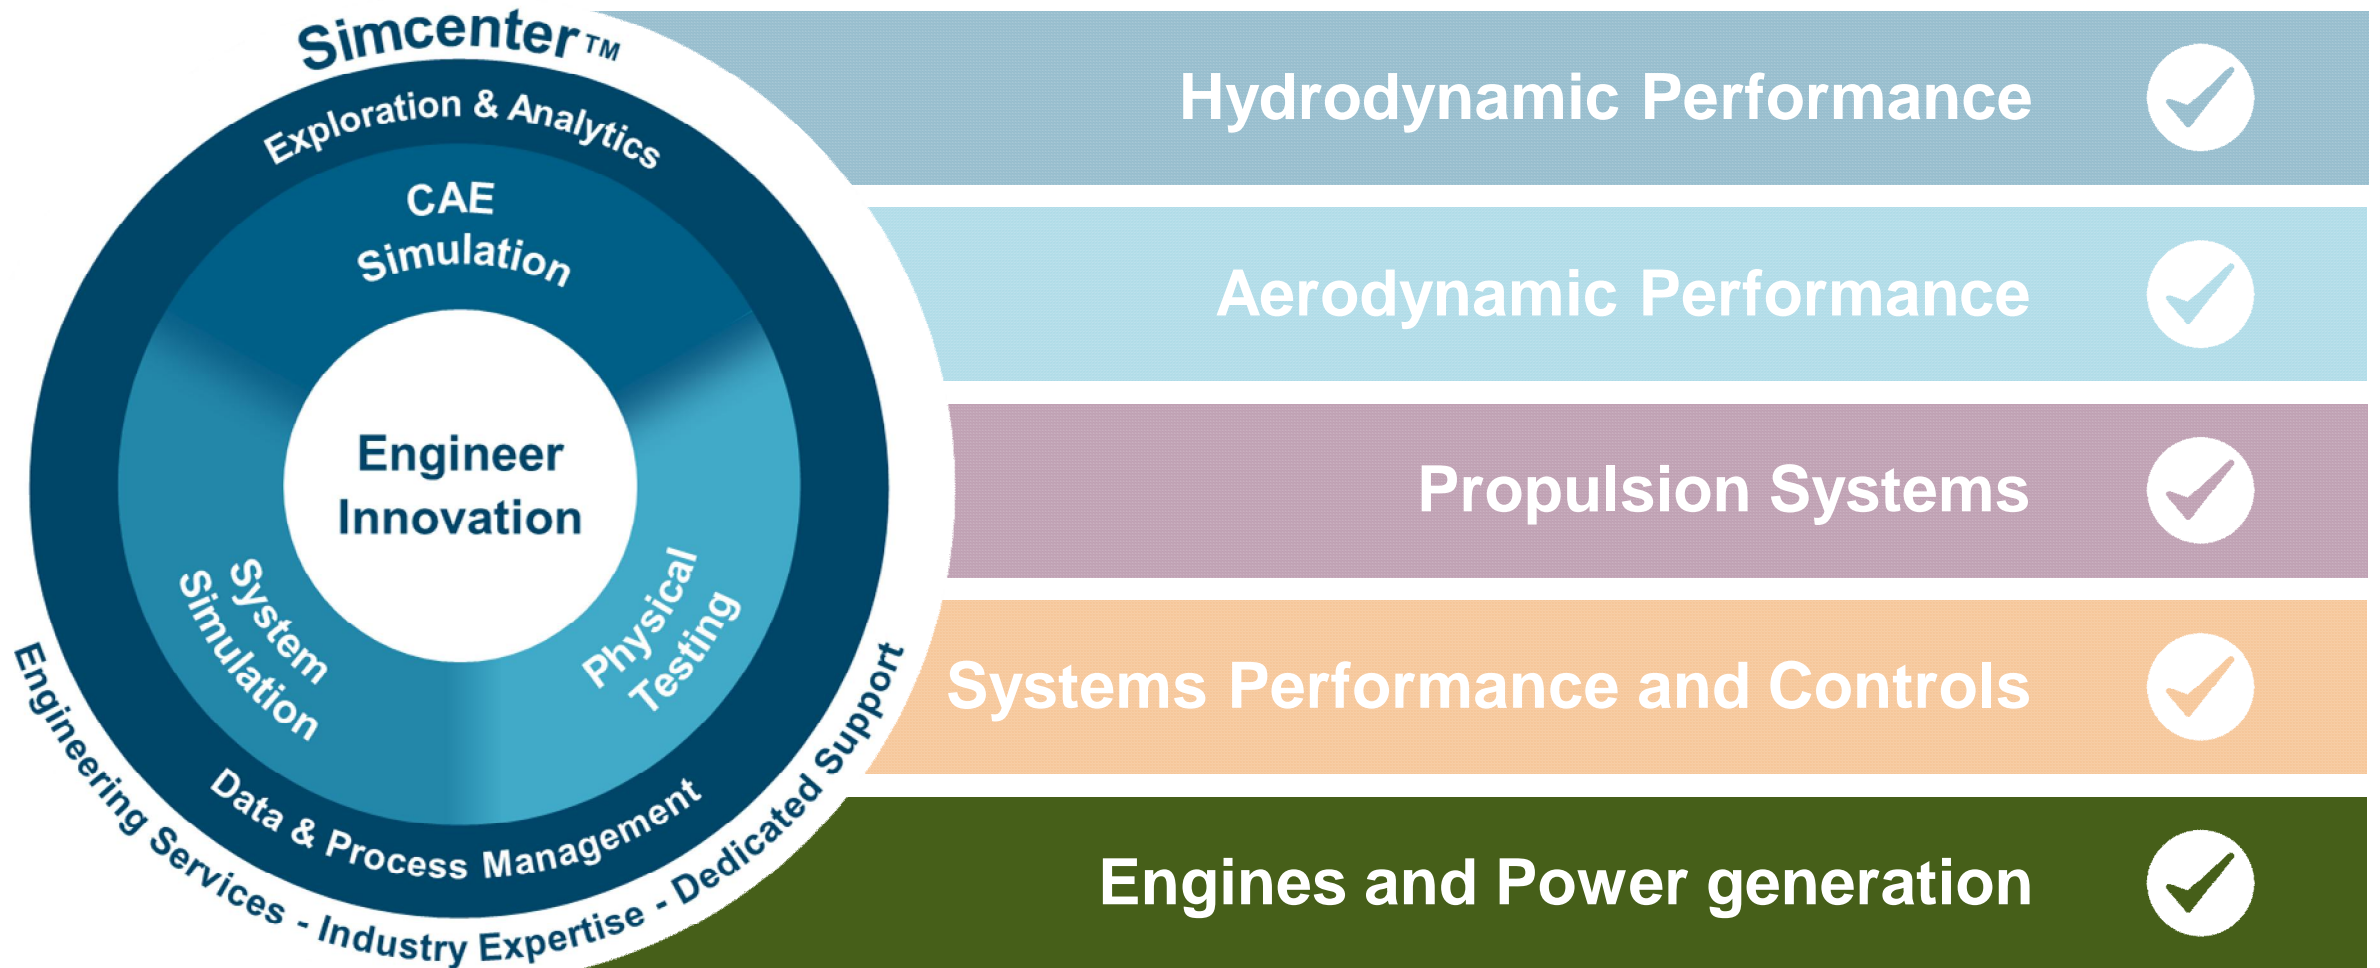 Simcenter™
Exploration & Analytics
CAE
Simulation
Engineer
Innovation
System
Simulation
Physical
Testing
Data & Process Management
Engineering Services - Industry Expertise - Dedicated Support
Hydrodynamic Performance
Aerodynamic Performance
Propulsion Systems
Systems Performance and Controls
Engines and Power generation